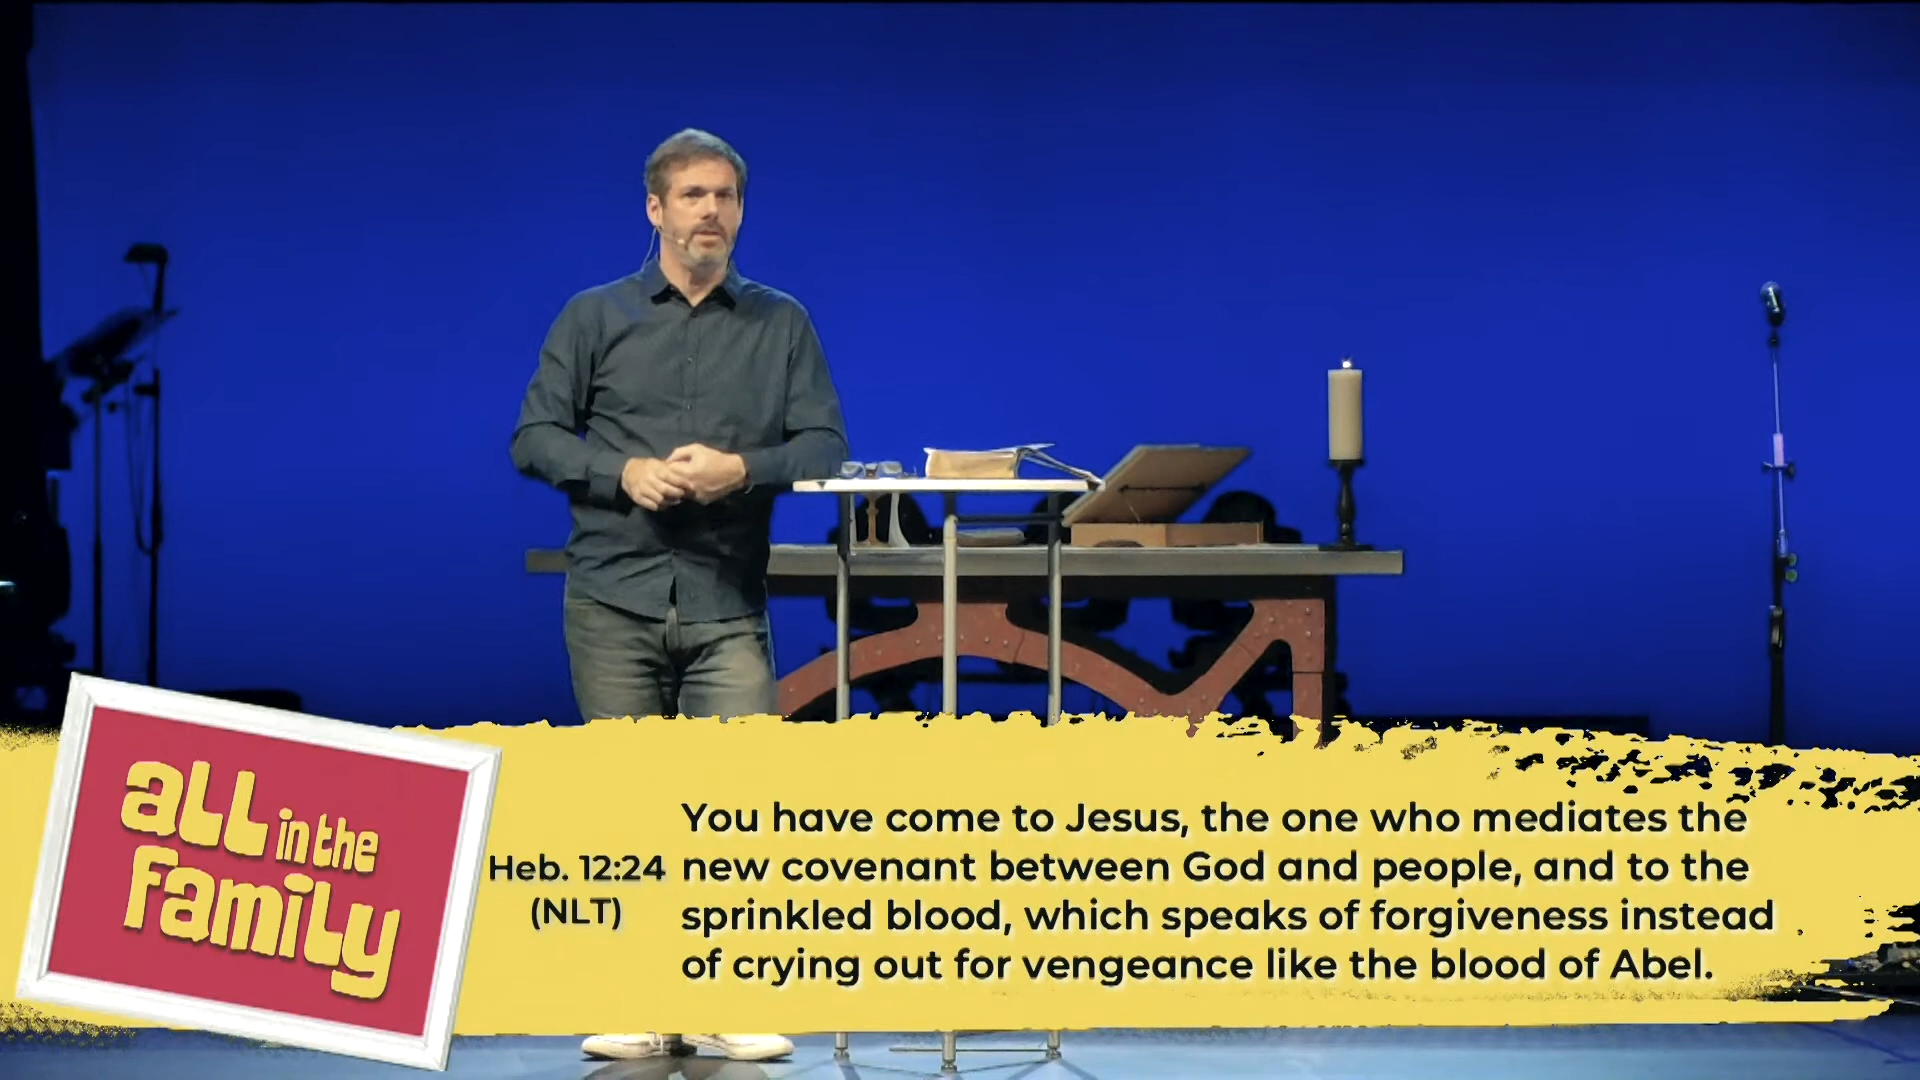 aLL in the
family
Heb. 12:24
(NLT)
You have come to Jesus, the one who mediates the
new covenant between God and people, and to the
sprinkled blood, which speaks of forgiveness instead
of crying out for vengeance like the blood of Abel.